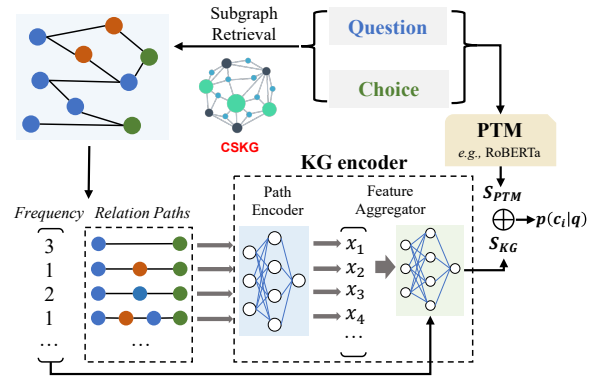 Subgraph
Retrieval
Question
Choice
CSKG
PTM
e.g., RoBERTa
KG encoder
S_PTM
p(c_i|q)
S_KG
Frequency
Relation Paths
Path
Encoder
Feature
Aggregator
3
1
2
1
...
...
x_1
x_2
x_3
x_4
...